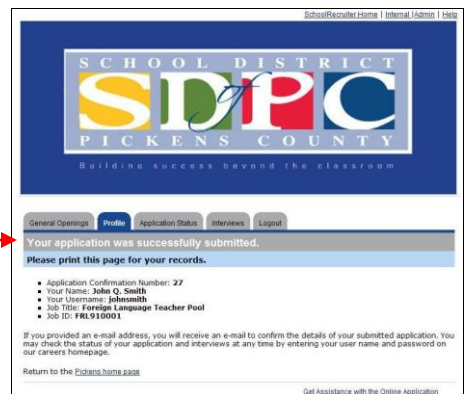 SchoolRecruiter Home | Internal | Admin | Help
SCHOOL DISTRICT
SDofPC
PICKENS COUNTY
Building success beyond the classroom
General Openings Profile Application Status Interviews Logout
Your application was successfully submitted.
Please print this page for your records.
Application Confirmation Number: 27
Your Name: John Q. Smith
Your Username: johnsmith
Job Title: Foreign Language Teacher Pool
Job ID: FRL910001
If you provided an e-mail address, you will receive an e-mail to confirm the details of your submitted application. You
may check the status of your application and interviews at any time by entering your user name and password on
our careers homepage.
Return to the Pickens home page
Get Assistance with the Online Application